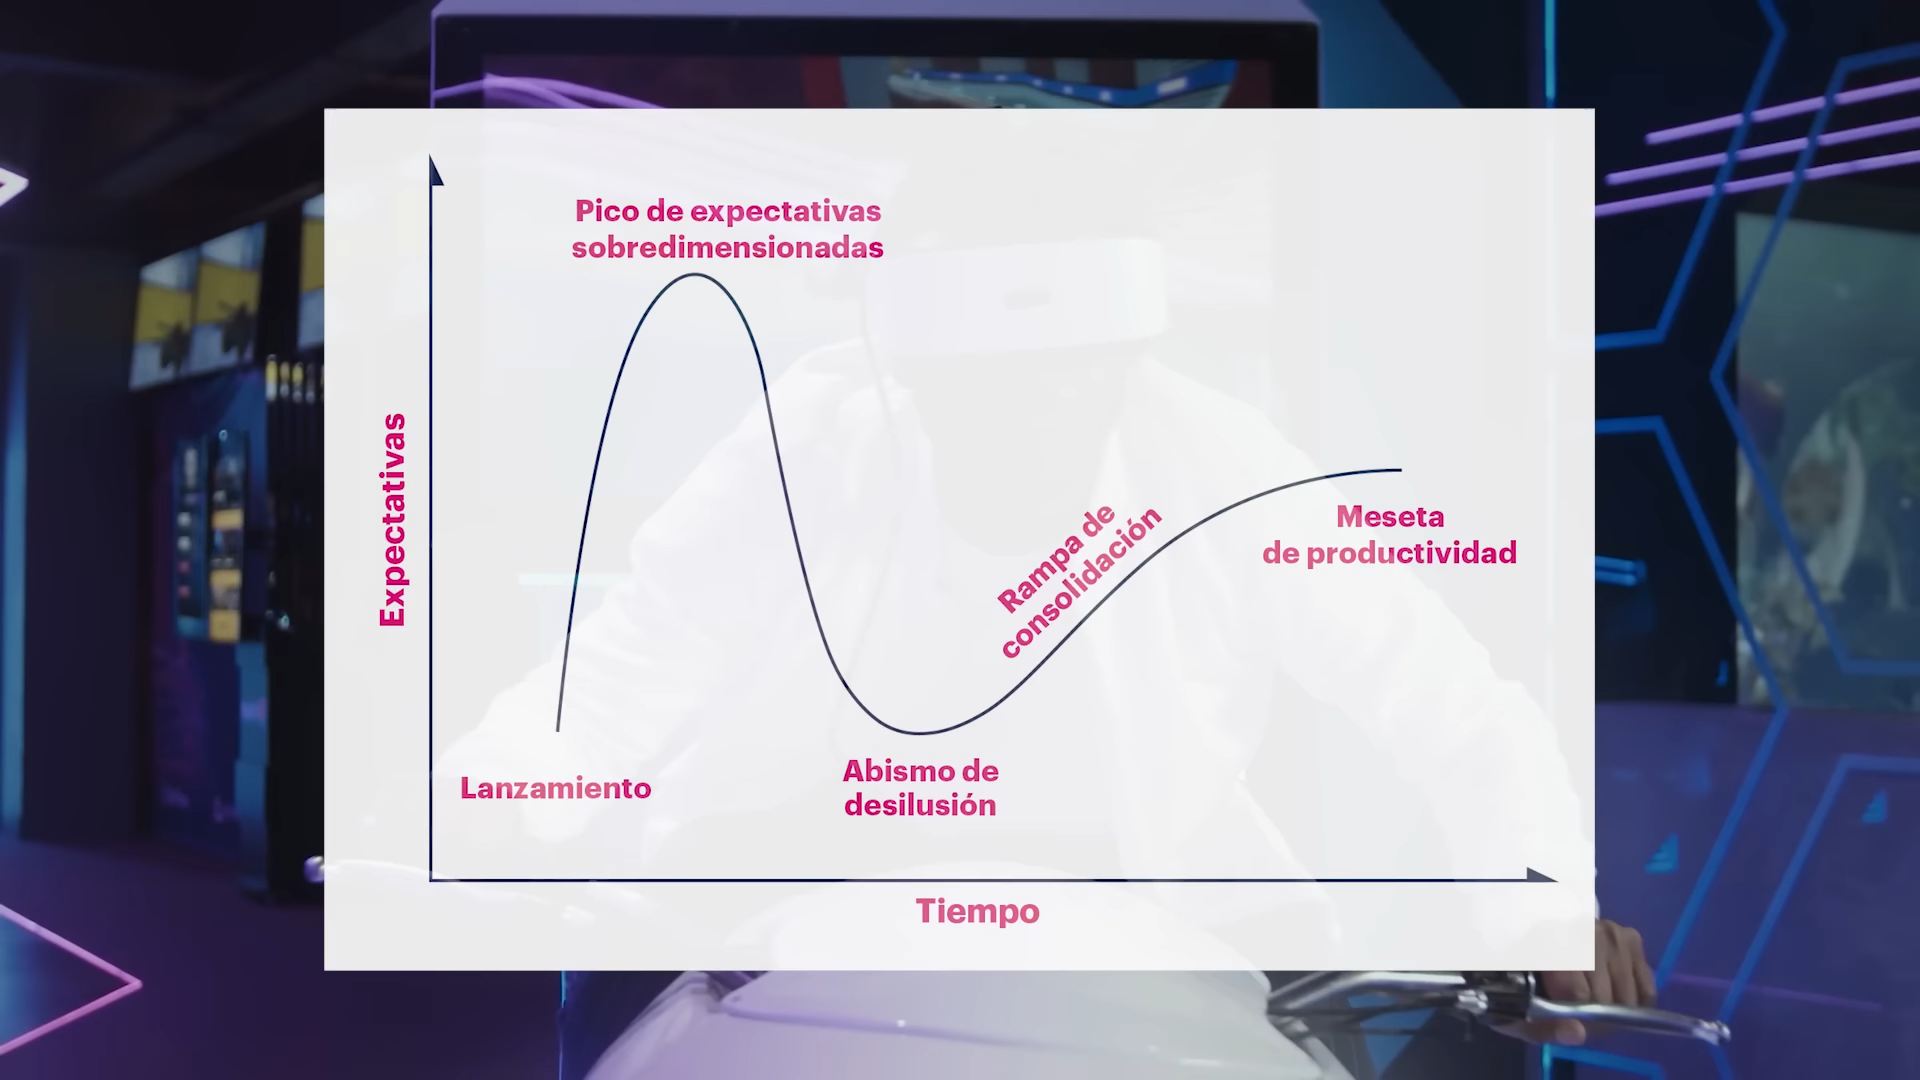 Pico de expectativas
sobredimensionadas
Expectativas
Rampa de
consolidación
Meseta
de productividad
Lanzamiento
Abismo de
desilusión
Tiempo